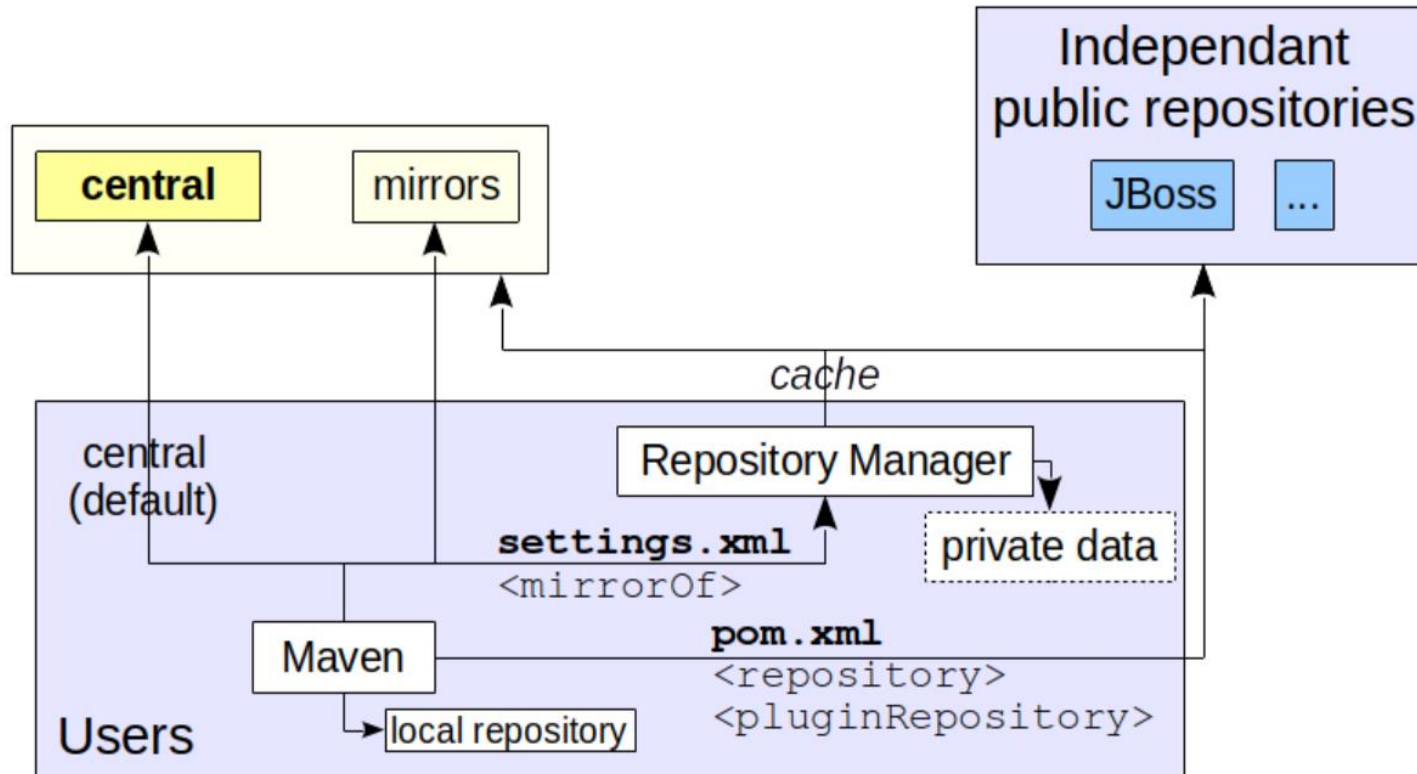 Independant
public repositories
JBoss
...
central
mirrors
cache
central
(default)
Repository Manager
private data
settings.xml
<mirrorOf>
Maven
pom.xml
<repository>
<pluginRepository>
local repository
Users